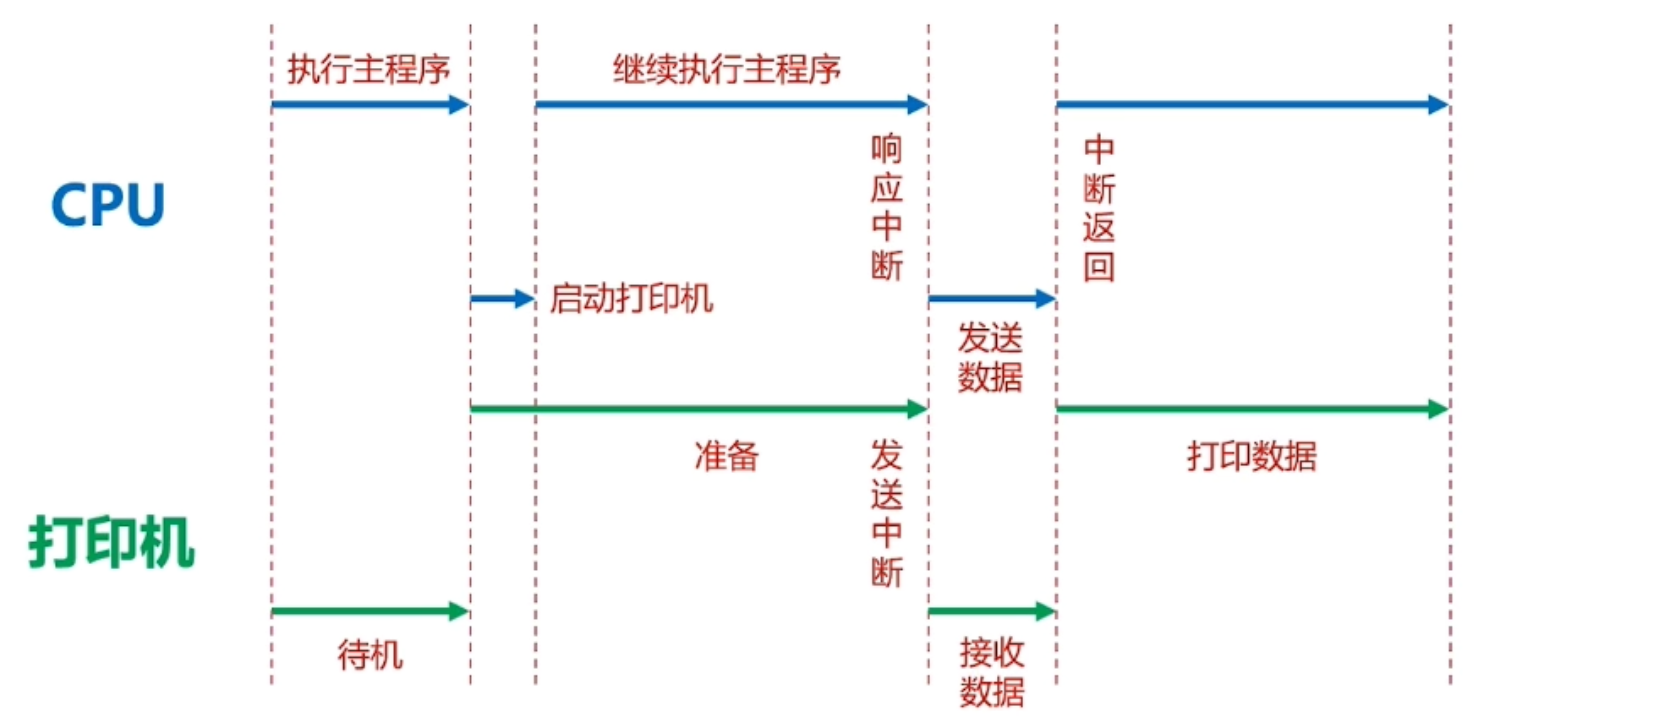 执行主程序
继续执行主程序
响应中断
中断返回
CPU
启动打印机
发送
数据
准备
发送中断
打印数据
打印机
待机
接收
数据